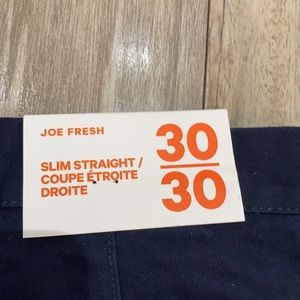 JOE FRESH
SLIM STRAIGHT /
COUPE ÉTROITE
DROITE
30
30